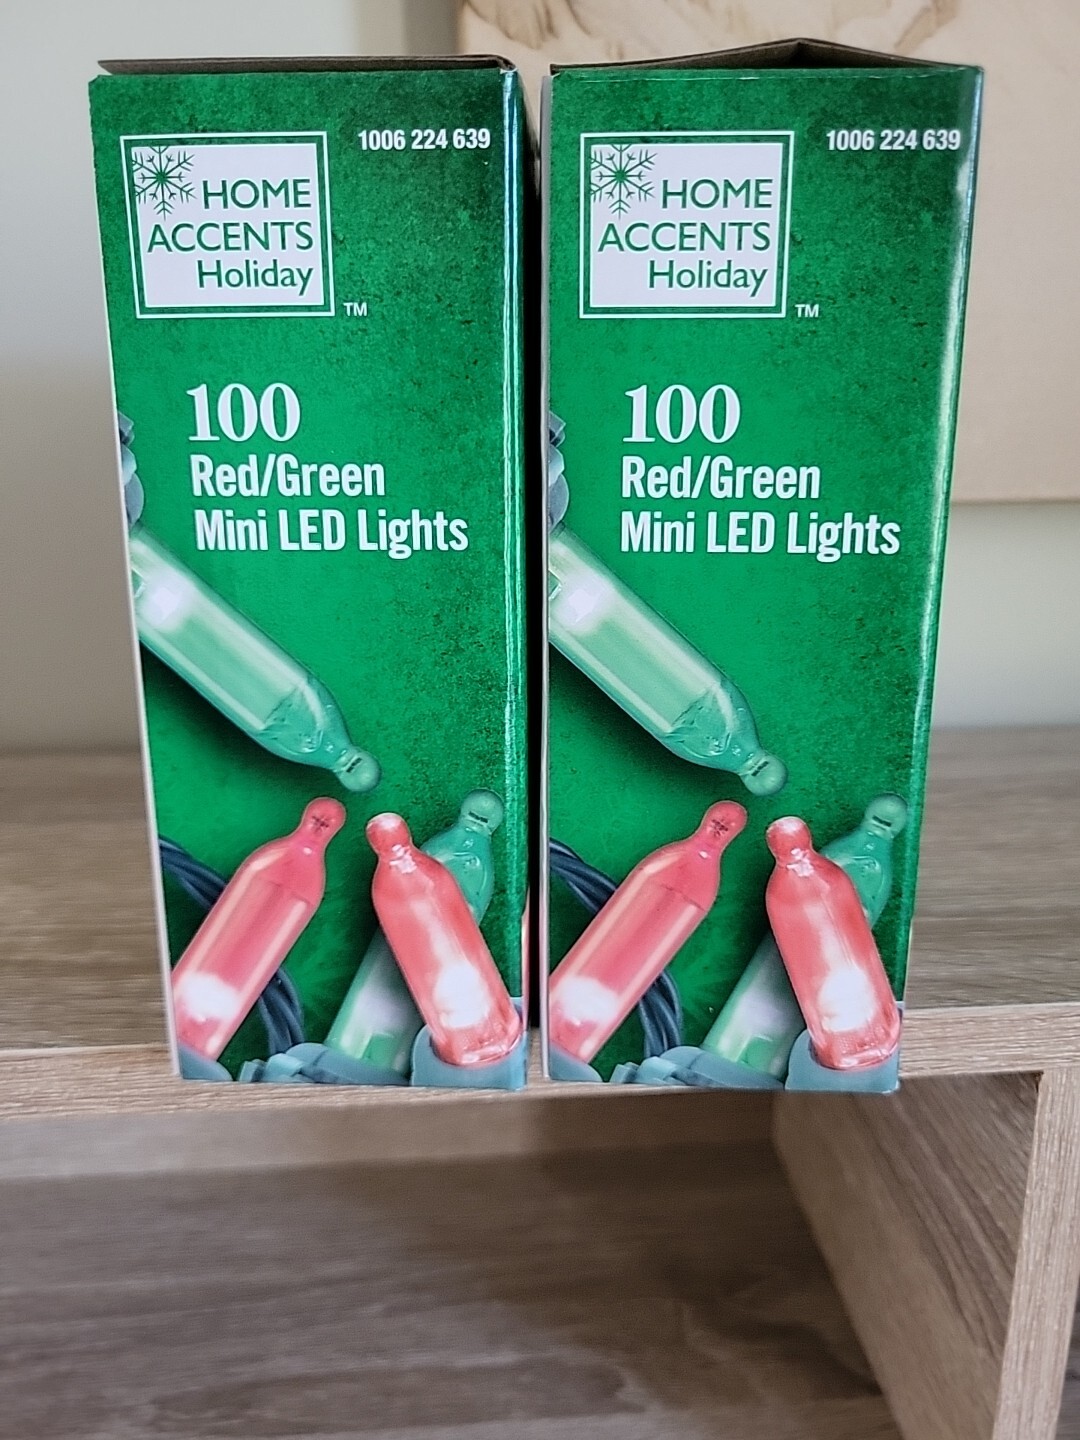 1006 224 639
HOME
ACCENTS
Holiday
TM
100
Red/Green
Mini LED Lights
1006 224 639
HOME
ACCENTS
Holiday
TM
100
Red/Green
Mini LED Lights